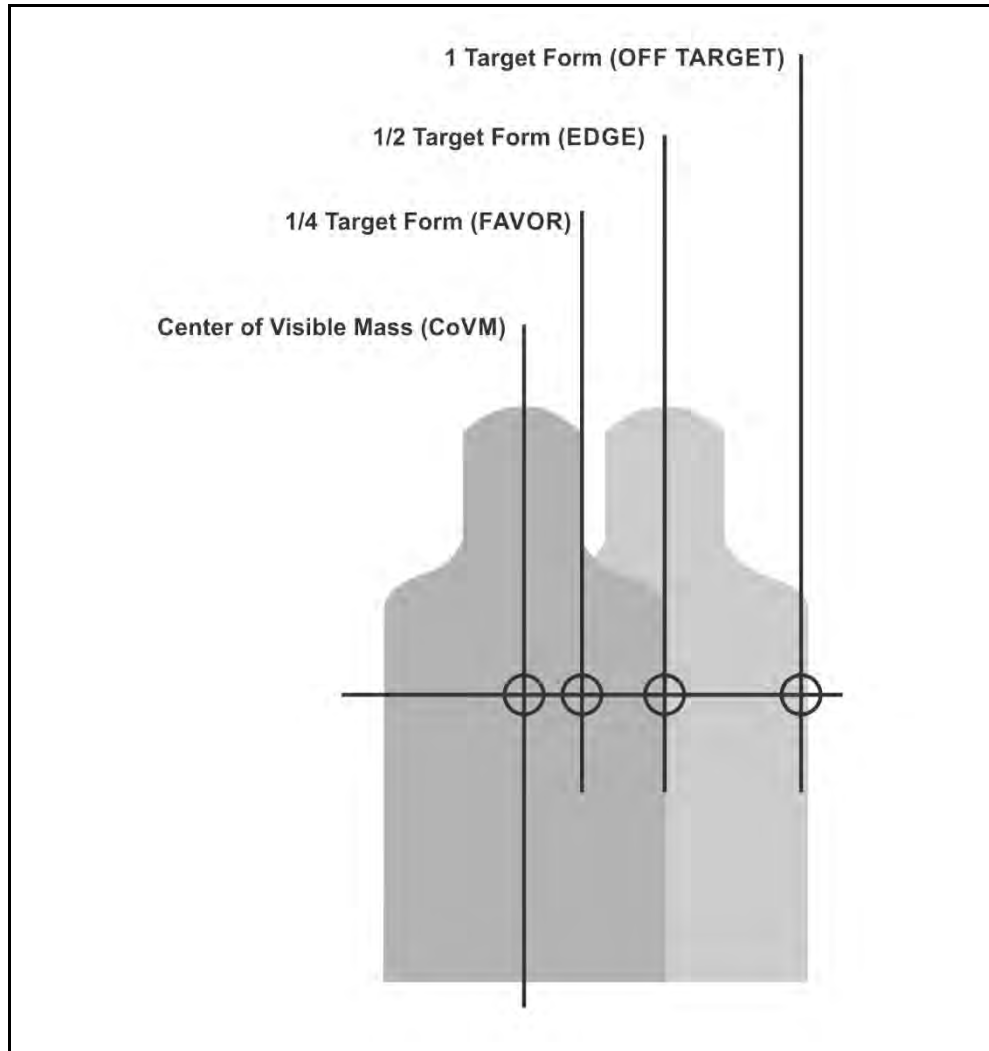 1 Target Form (OFF TARGET)
1/2 Target Form (EDGE)
1/4 Target Form (FAVOR)
Center of Visible Mass (CoVM)